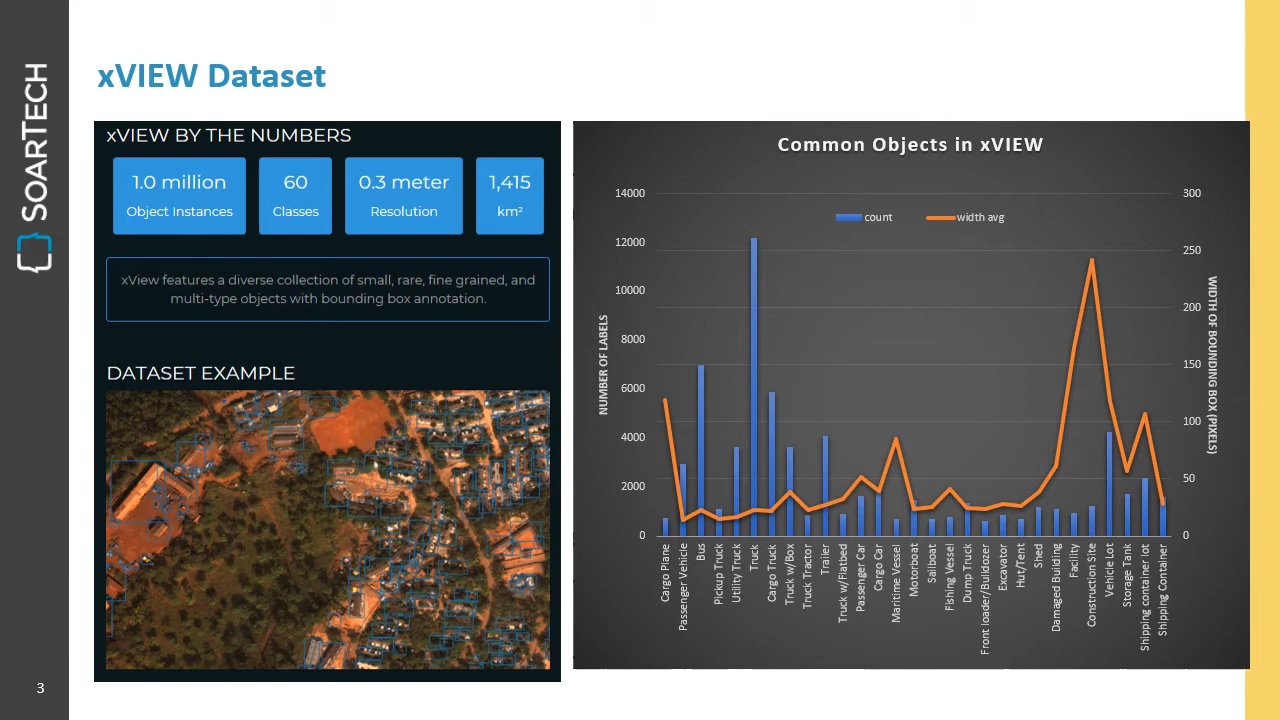 SOARTECH
xVIEW Dataset
xVIEW BY THE NUMBERS
1.0 million
Object Instances
60
Classes
0.3 meter
Resolution
1,415
km²
xView features a diverse collection of small, rare, fine grained, and
multi-type objects with bounding box annotation.
DATASET EXAMPLE
Common Objects in xVIEW
count
width avg
NUMBER OF LABELS
14000
12000
10000
8000
6000
4000
2000
0
300
250
200
150
100
50
0
WIDTH OF BOUNDING BOX (PIXELS)
Cargo Plane
Passenger Vehicle
Bus
Pickup Truck
Utility Truck
Truck
Cargo Truck
Truck w/Box
Truck Tractor
Trailer
Truck w/Flatbed
Passenger Car
Cargo Car
Maritime Vessel
Motorboat
Sailboat
Fishing Vessel
Dump Truck
Front loader/Bulldozer
Excavator
Hut/Tent
Shed
Damaged Building
Facility
Construction Site
Vehicle Lot
Storage Tank
Shipping container lot
Shipping Container
3